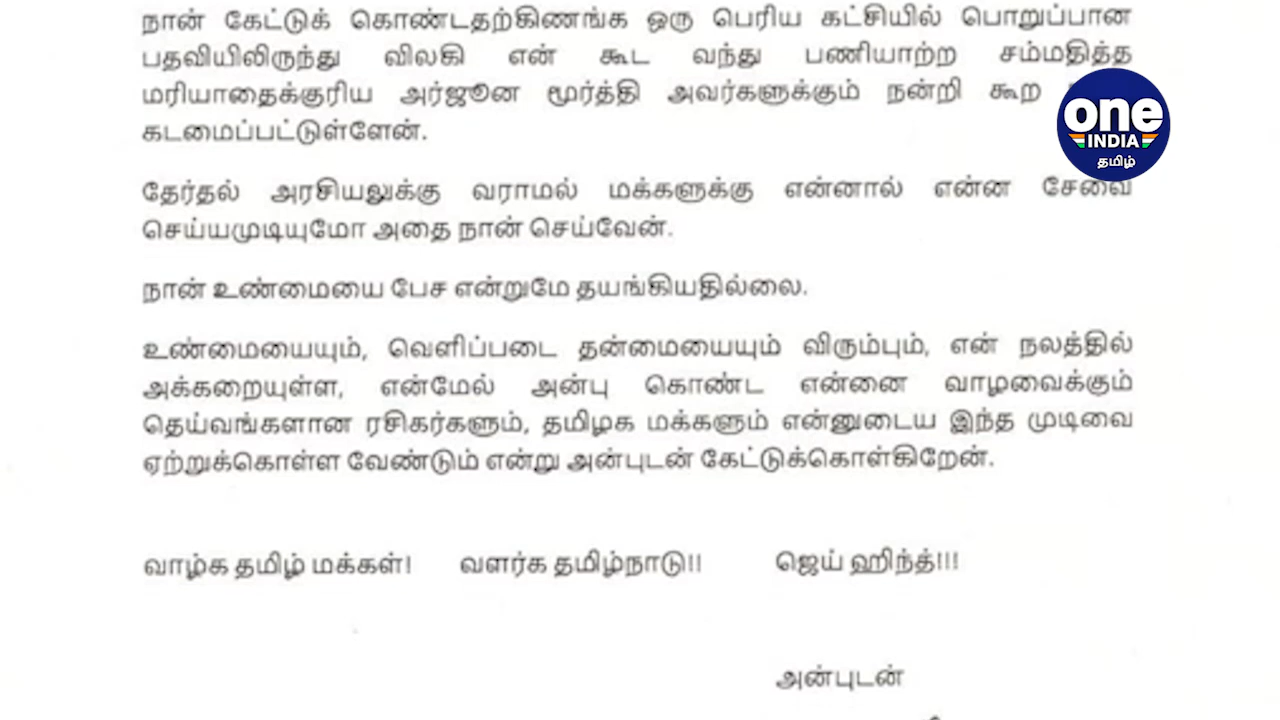 நான் கேட்டுக் கொண்டதற்கிணங்க ஒரு பெரிய கட்சியில் பொறுப்பான
பதவியிலிருந்து விலகி என் கூட வந்து பணியாற்ற சம்மதித்த
மரியாதைக்குரிய அர்ஜூன மூர்த்தி அவர்களுக்கும் நன்றி கூற
கடமைப்பட்டுள்ளேன்.
one
INDIA
தமிழ்
தேர்தல் அரசியலுக்கு வராமல் மக்களுக்கு என்னால் என்ன சேவை
செய்யமுடியுமோ அதை நான் செய்வேன்.
நான் உண்மையை பேச என்றுமே தயங்கியதில்லை.
உண்மையையும், வெளிப்படை தன்மையையும் விரும்பும், என் நலத்தில்
அக்கறையுள்ள, என்மேல் அன்பு கொண்ட என்னை வாழவைக்கும்
தெய்வங்களான ரசிகர்களும், தமிழக மக்களும் என்னுடைய இந்த முடிவை
ஏற்றுக்கொள்ள வேண்டும் என்று அன்புடன் கேட்டுக்கொள்கிறேன்.
வாழ்க தமிழ் மக்கள்! வளர்க தமிழ்நாடு!! ஜெய் ஹிந்த்!!!
அன்புடன்